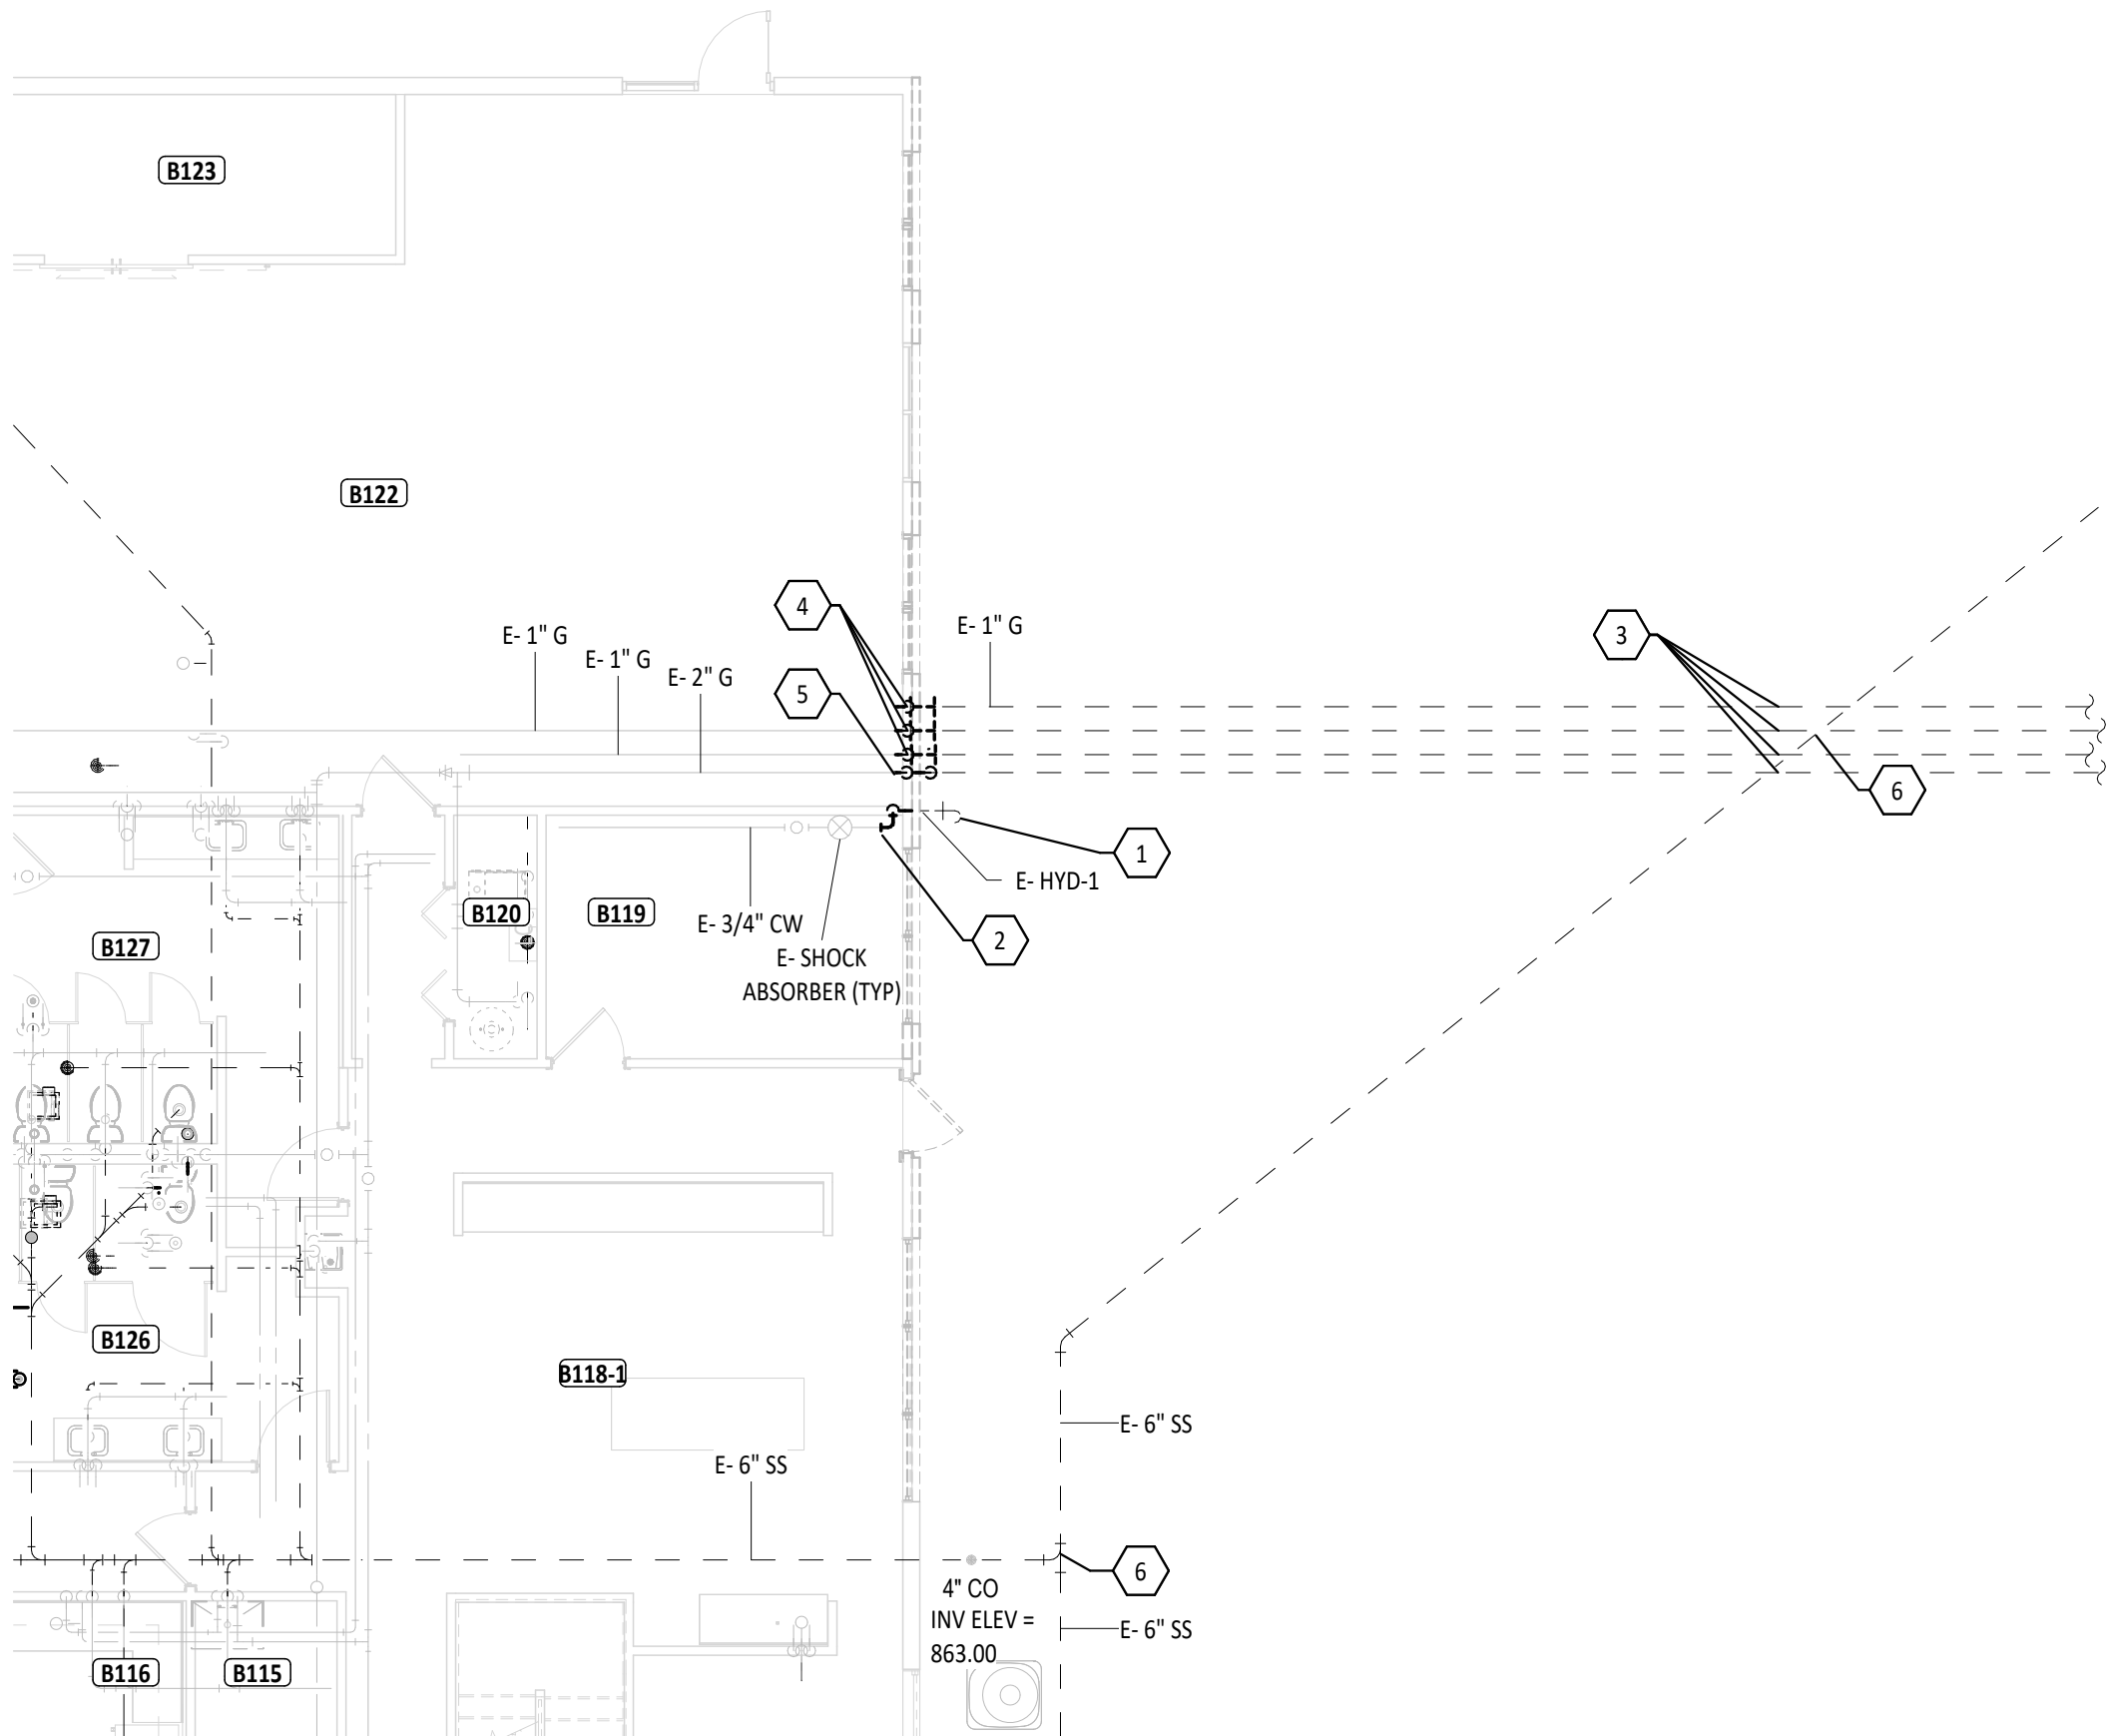 B123
B122
4
E- 1" G
3
E- 1" G
E- 1" G
E- 2" G
5
6
1
E- HYD-1
B120
B119
E- 3/4" CW
2
B127
E- SHOCK
ABSORBER (TYP)
B126
B118-1
E- 6" SS
E- 6" SS
6
4" CO
INV ELEV =
863.00
E- 6" SS
B116
B115